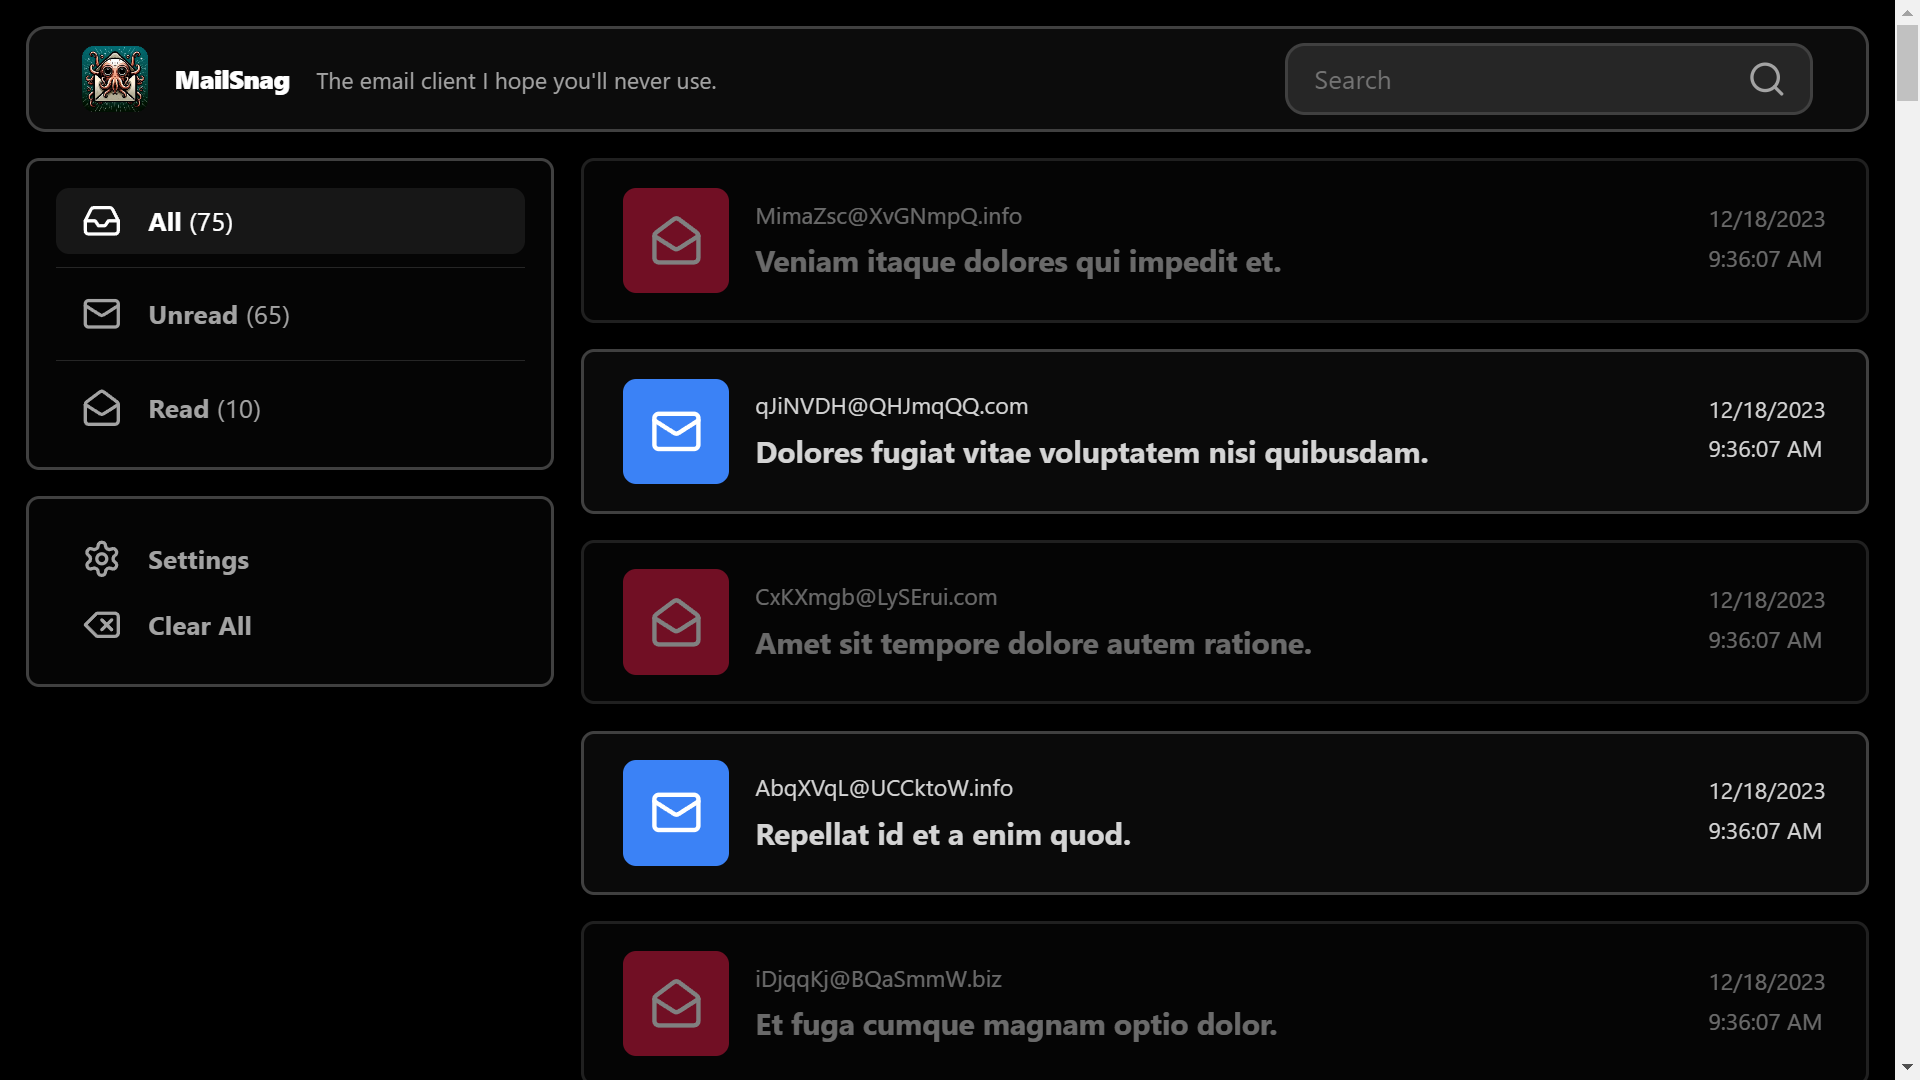 MailSnag The email client I hope you'll never use.
Search
All (75)
Unread (65)
Read (10)
Settings
Clear All
MimaZsc@XvGNmpQ.info
Veniam itaque dolores qui impedit et.
12/18/2023
9:36:07 AM
qJiNVDH@QHJmqQQ.com
Dolores fugiat vitae voluptatem nisi quibusdam.
12/18/2023
9:36:07 AM
CxKXmgb@LySErui.com
Amet sit tempore dolore autem ratione.
12/18/2023
9:36:07 AM
AbqXVqL@UCCktoW.info
Repellat id et a enim quod.
12/18/2023
9:36:07 AM
iDjqqKj@BQaSmmW.biz
Et fuga cumque magnam optio dolor.
12/18/2023
9:36:07 AM